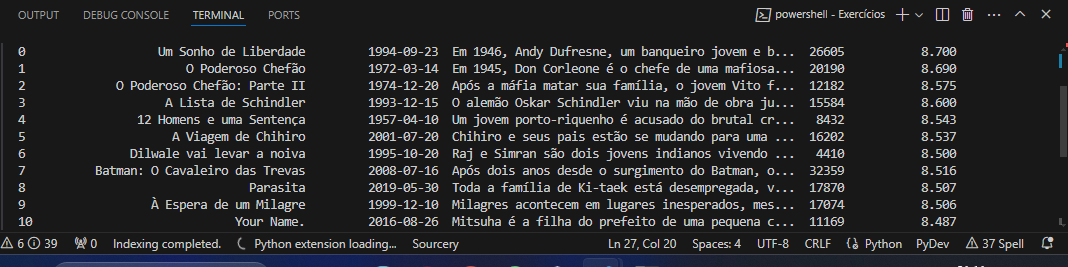 OUTPUT DEBUG CONSOLE TERMINAL PORTS powershell - Exercícios
0 Um Sonho de Liberdade 1994-09-23 Em 1946, Andy Dufresne, um banqueiro jovem e b... 26605 8.700
1 O Poderoso Chefão 1972-03-14 Em 1945, Don Corleone é o chefe de uma mafiosa... 20190 8.690
2 O Poderoso Chefão: Parte II 1974-12-20 Após a máfia matar sua família, o jovem Vito f... 12182 8.575
3 A Lista de Schindler 1993-12-15 O alemão Oskar Schindler viu na mão de obra ju... 15584 8.600
4 12 Homens e uma Sentença 1957-04-10 Um jovem porto-riquenho é acusado do brutal cr... 8432 8.543
5 A Viagem de Chihiro 2001-07-20 Chihiro e seus pais estão se mudando para uma ... 16202 8.537
6 Dilwale vai levar a noiva 1995-10-20 Raj e Simran são dois jovens indianos vivendo ... 4410 8.500
7 Batman: O Cavaleiro das Trevas 2008-07-16 Após dois anos desde o surgimento do Batman, o... 32359 8.516
8 Parasita 2019-05-30 Toda a família de Ki-taek está desempregada, v... 17870 8.507
9 À Espera de um Milagre 1999-12-10 Milagres acontecem em lugares inesperados, mes... 17074 8.506
10 Your Name. 2016-08-26 Mitsuha é a filha do prefeito de uma pequena c... 11169 8.487
6 39 0 Indexing completed. Python extension loading... Sourcery Ln 27, Col 20 Spaces: 4 UTF-8 CRLF Python PyDev 37 Spell